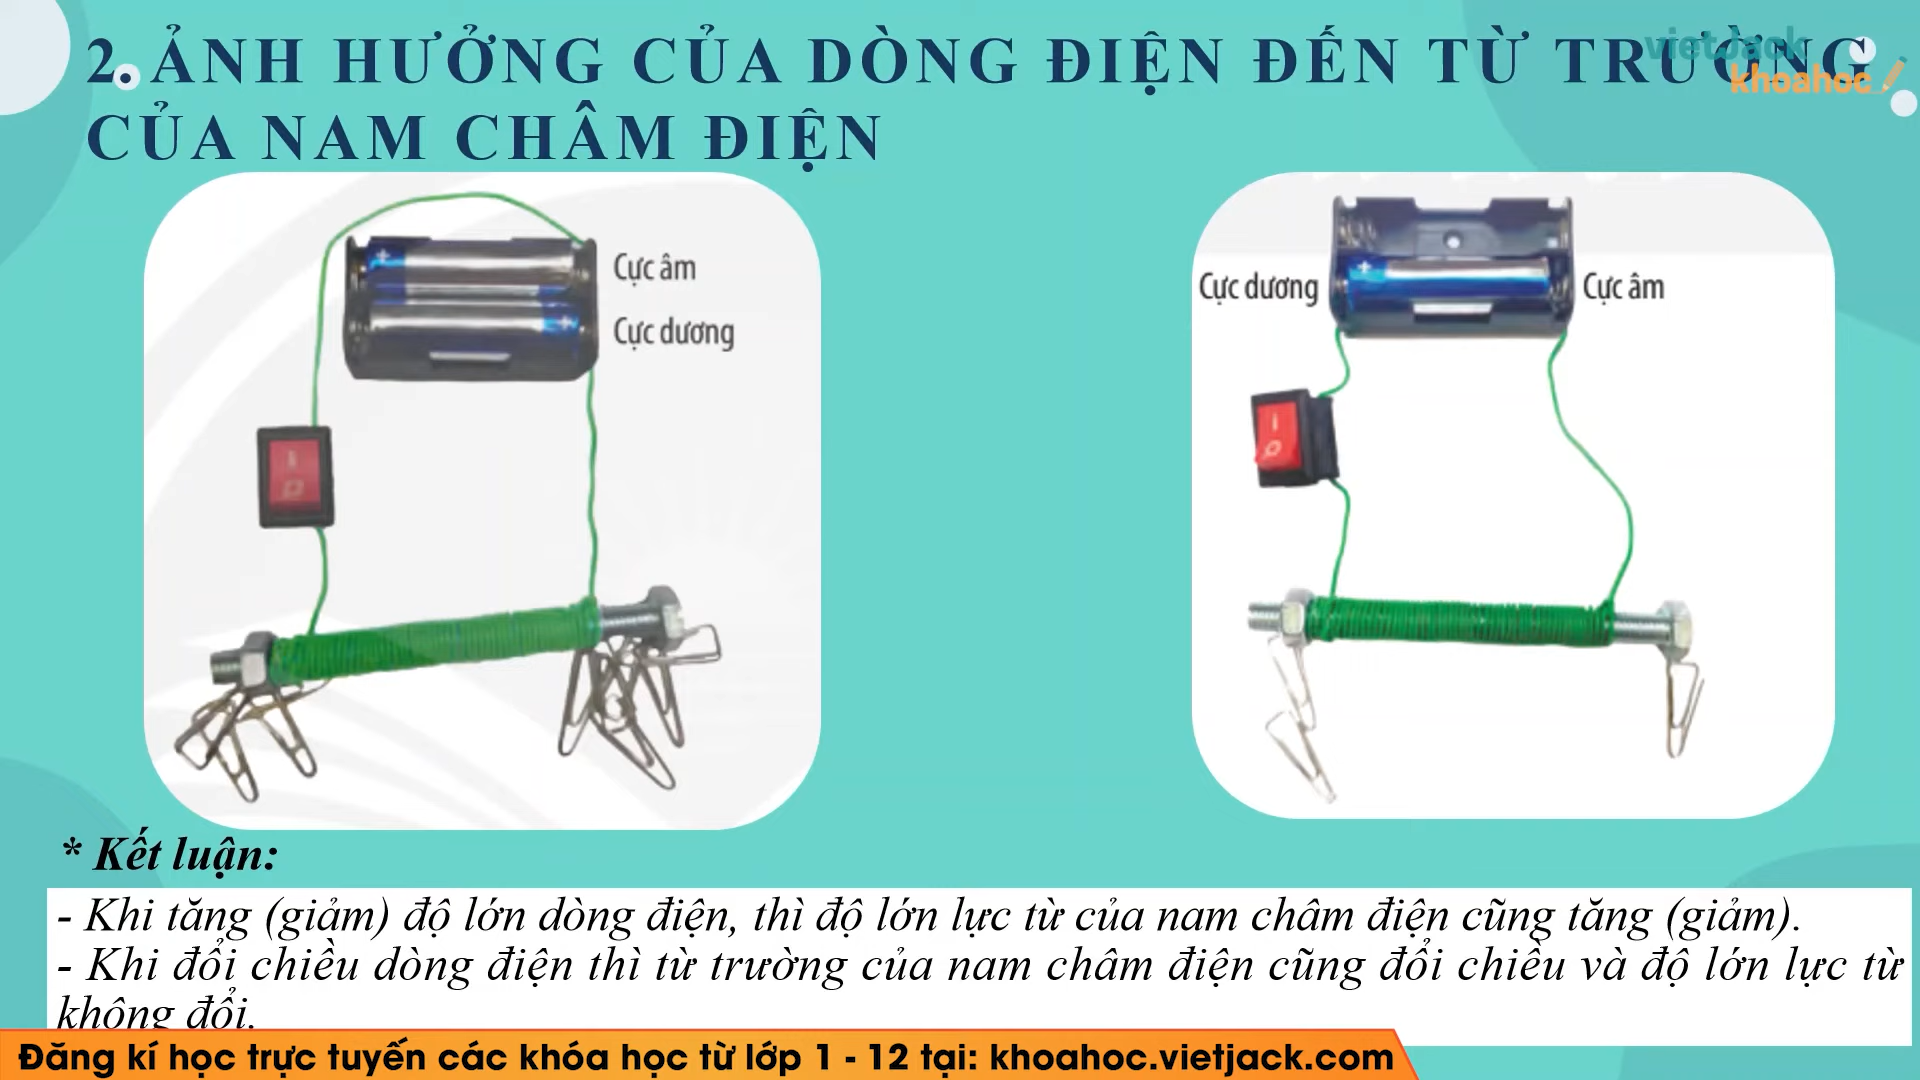 2. ẢNH HƯỞNG CỦA DÒNG ĐIỆN ĐẾN TỪ TRƯỜNG
CỦA NAM CHÂM ĐIỆN
vietJack
khoahoc
Cực âm
Cực dương
Cực dương
Cực âm
* Kết luận:
- Khi tăng (giảm) độ lớn dòng điện, thì độ lớn lực từ của nam châm điện cũng tăng (giảm).
- Khi đổi chiều dòng điện thì từ trường của nam châm điện cũng đổi chiều và độ lớn lực từ
không đổi.
Đăng kí học trực tuyến các khóa học từ lớp 1 - 12 tại: khoahoc.vietjack.com